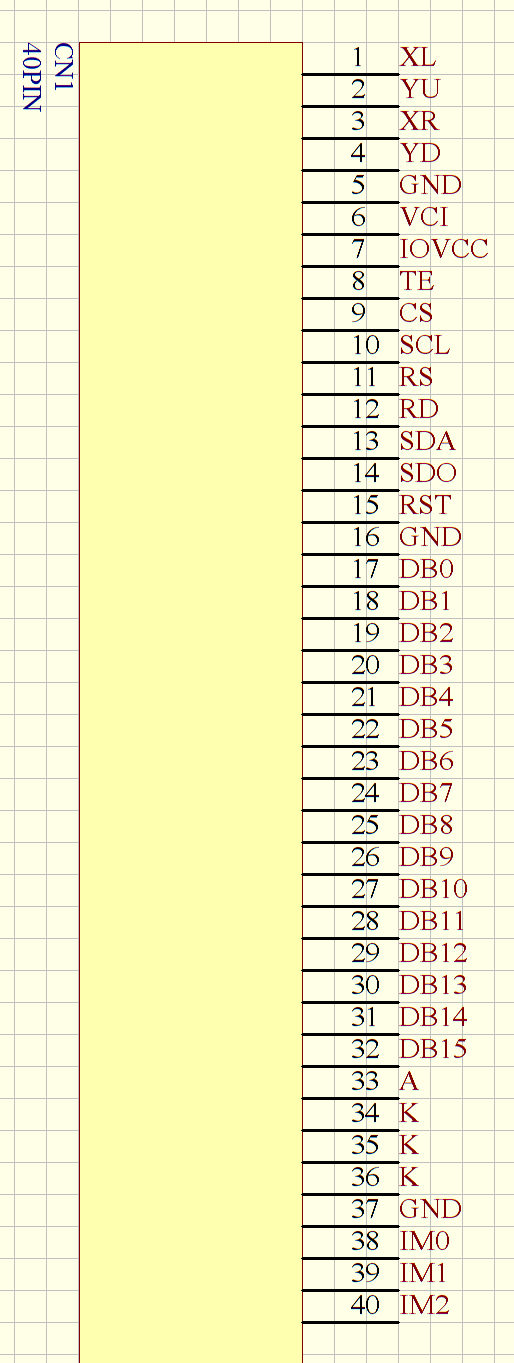 CN1
40PIN
1 XL
2 YU
3 XR
4 YD
5 GND
6 VCI
7 IOVCC
8 TE
9 CS
10 SCL
11 RS
12 RD
13 SDA
14 SDO
15 RST
16 GND
17 DB0
18 DB1
19 DB2
20 DB3
21 DB4
22 DB5
23 DB6
24 DB7
25 DB8
26 DB9
27 DB10
28 DB11
29 DB12
30 DB13
31 DB14
32 DB15
33 A
34 K
35 K
36 K
37 GND
38 IM0
39 IM1
40 IM2